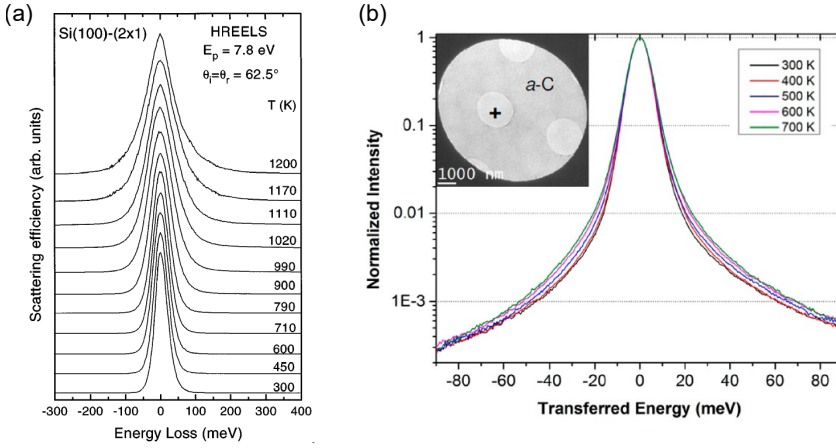 (a)
Si(100)-(2x1)
HREELS
E_p = 7.8 eV
θ_i=θ_r = 62.5°
T (K)
1200
1170
1110
1020
990
900
790
710
600
450
300
Scattering efficiency (arb. units)
-300 -200 -100 0 100 200 300 400
Energy Loss (meV)
(b)
a-C
+
1000 nm
300 K
400 K
500 K
600 K
700 K
1
0.1
0.01
1E-3
Normalized Intensity
-80 -60 -40 -20 0 20 40 60 80
Transferred Energy (meV)